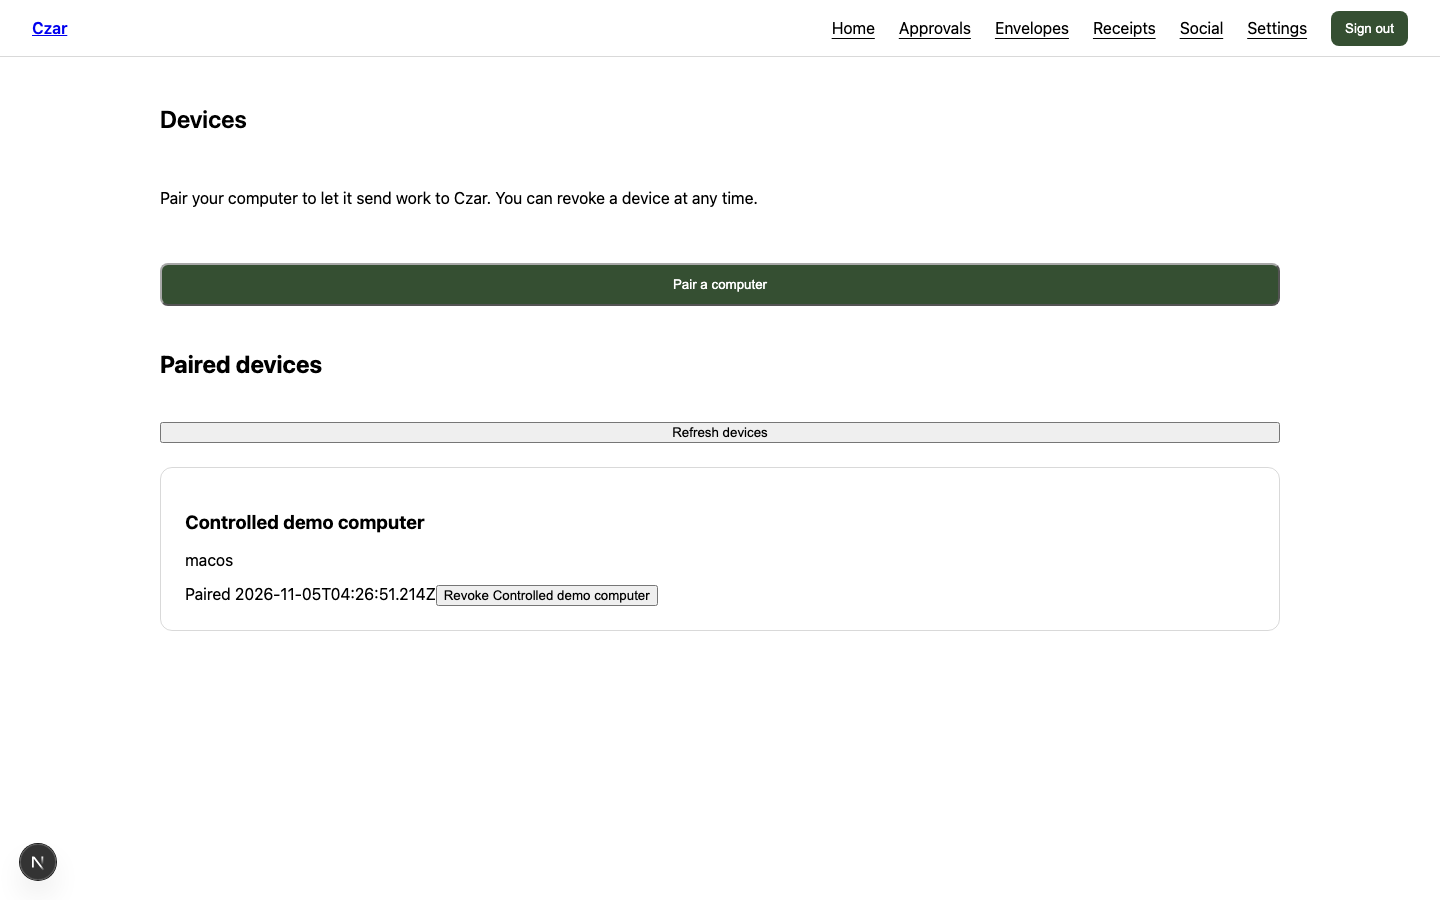 Czar
Home Approvals Envelopes Receipts Social Settings Sign out
Devices
Pair your computer to let it send work to Czar. You can revoke a device at any time.
Pair a computer
Paired devices
Refresh devices
Controlled demo computer
macos
Paired 2026-11-05T04:26:51.214Z Revoke Controlled demo computer
N